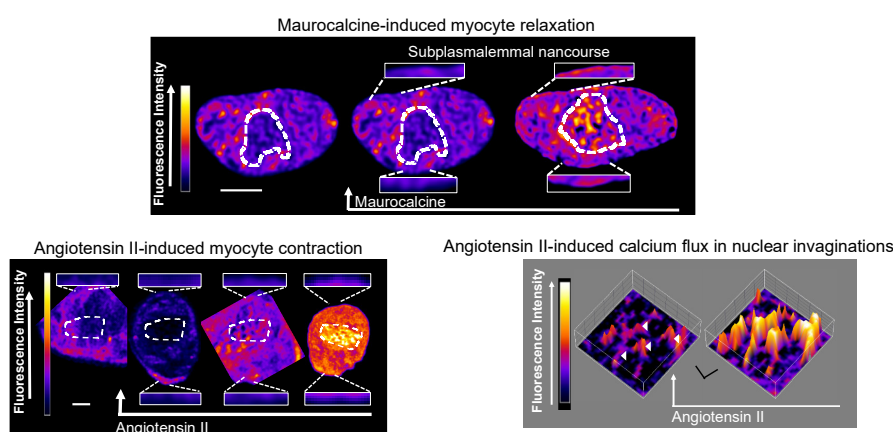 Maurocalcine-induced myocyte relaxation
Subplasmalemmal nancourse
Fluorescence Intensity
Maurocalcine
Angiotensin II-induced myocyte contraction
Fluorescence Intensity
Angiotensin II
Angiotensin II-induced calcium flux in nuclear invaginations
Fluorescence Intensity
Angiotensin II